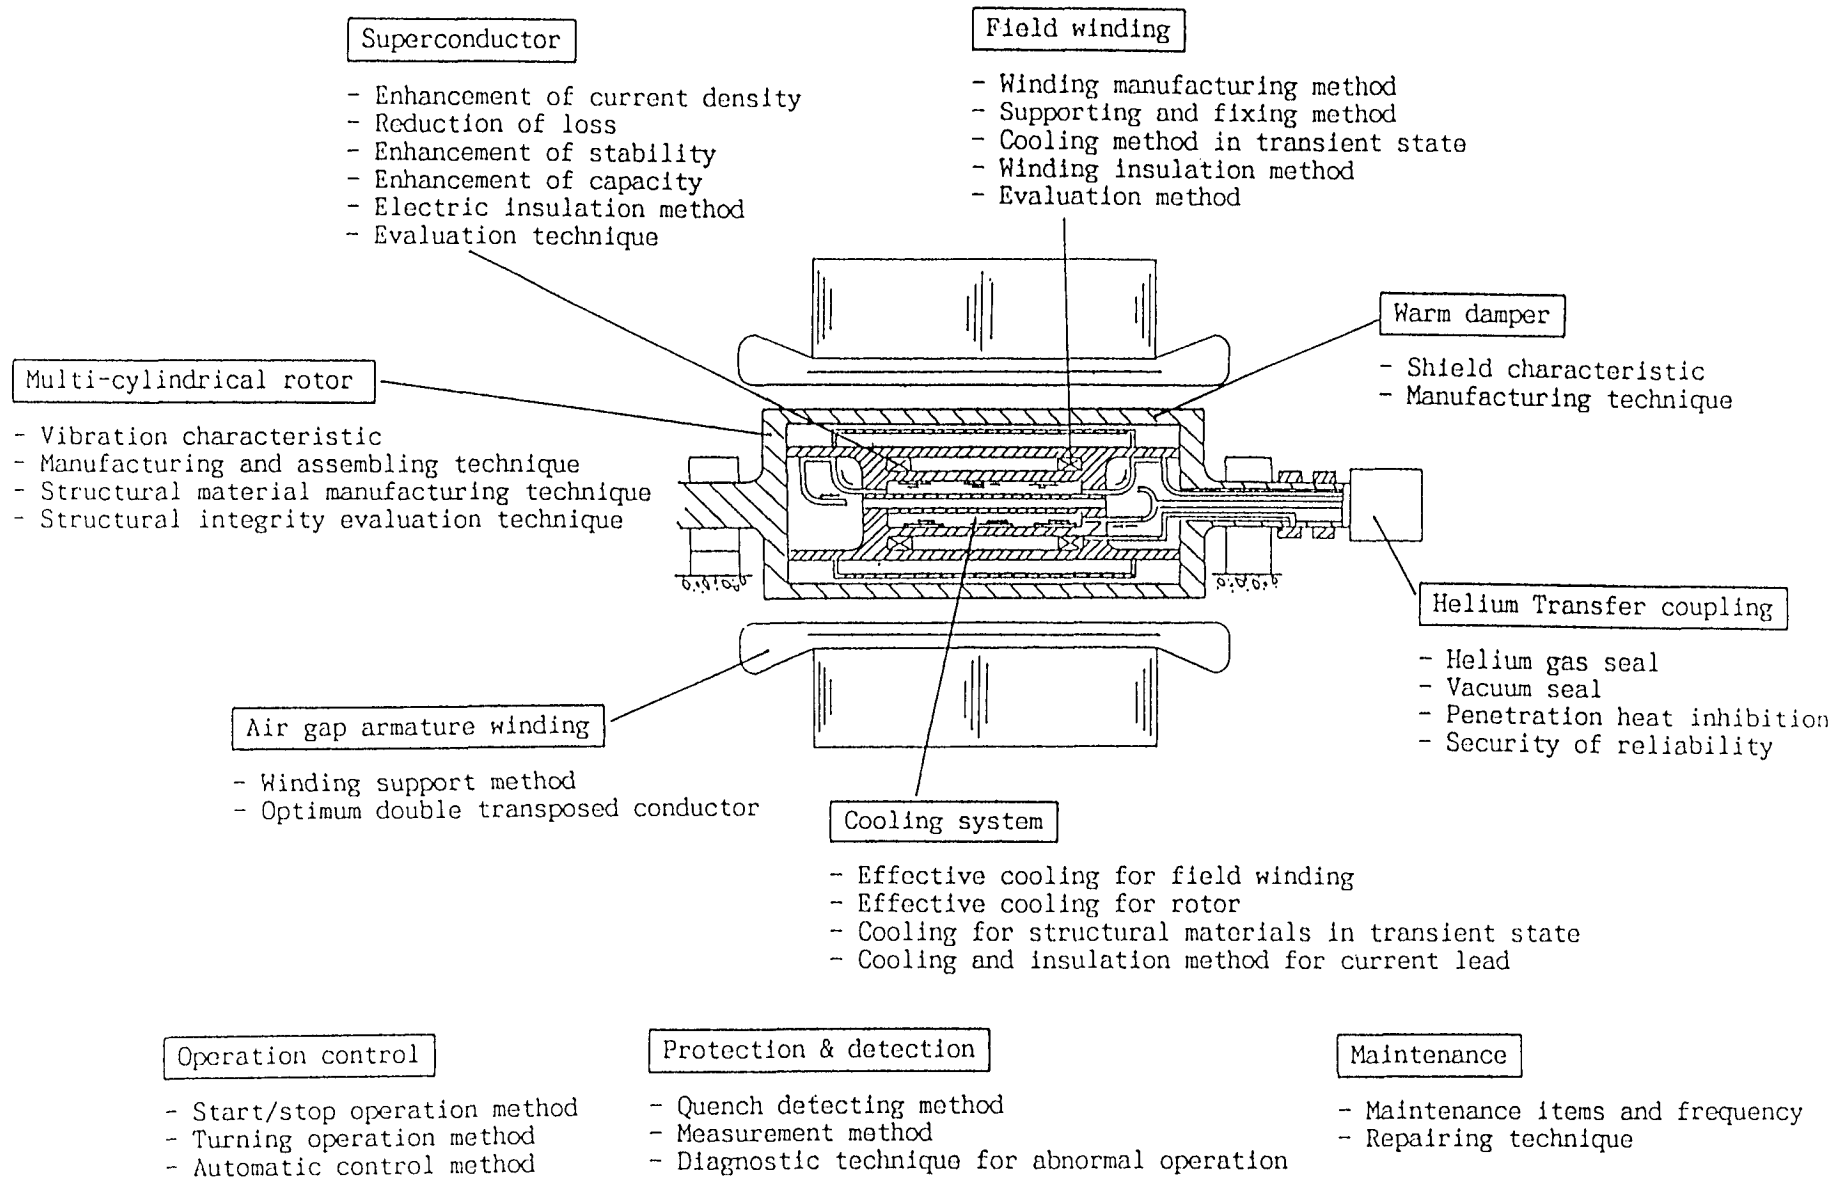 Superconductor
- Enhancement of current density
- Reduction of loss
- Enhancement of stability
- Enhancement of capacity
- Electric insulation method
- Evaluation technique
Field winding
- Winding manufacturing method
- Supporting and fixing method
- Cooling method in transient state
- Winding insulation method
- Evaluation method
Warm damper
- Shield characteristic
- Manufacturing technique
Multi-cylindrical rotor
- Vibration characteristic
- Manufacturing and assembling technique
- Structural material manufacturing technique
- Structural integrity evaluation technique
Helium Transfer coupling
- Helium gas seal
- Vacuum seal
- Penetration heat inhibition
- Security of reliability
Air gap armature winding
- Winding support method
- Optimum double transposed conductor
Cooling system
- Effective cooling for field winding
- Effective cooling for rotor
- Cooling for structural materials in transient state
- Cooling and insulation method for current lead
Operation control
- Start/stop operation method
- Turning operation method
- Automatic control method
Protection & detection
- Quench detecting method
- Measurement method
- Diagnostic technique for abnormal operation
Maintenance
- Maintenance items and frequency
- Repairing technique